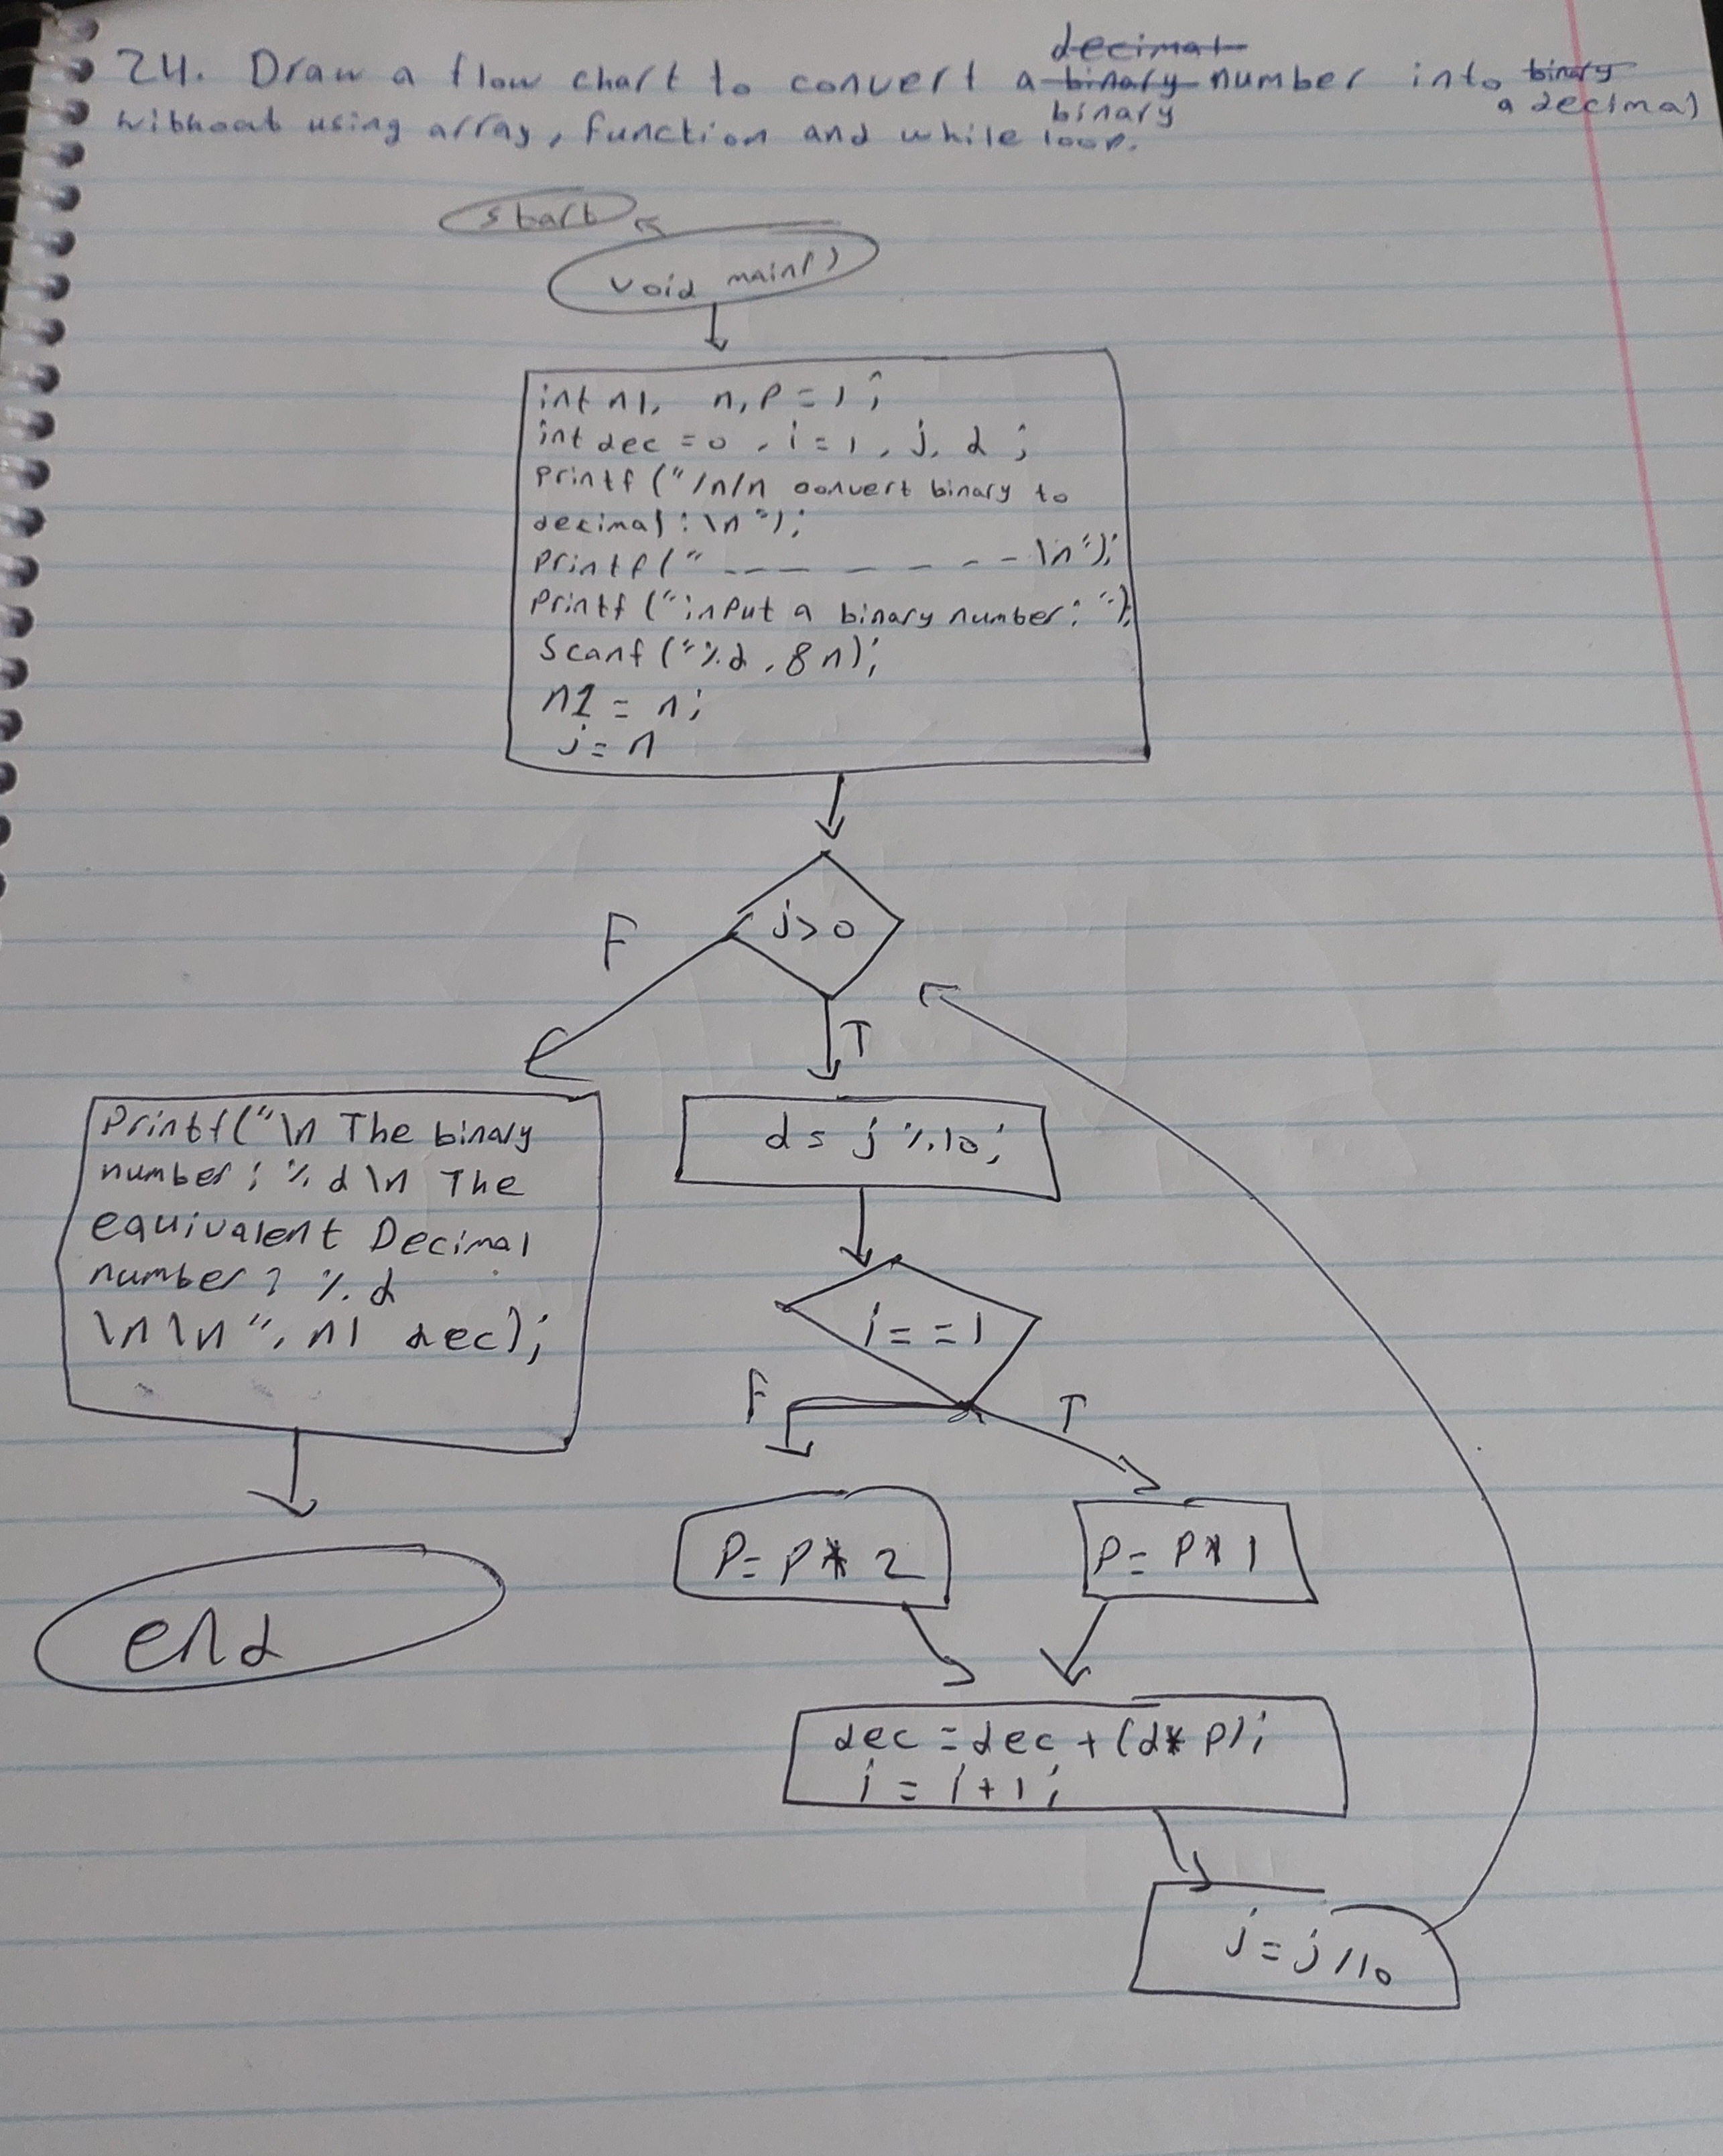 24. Draw a flow chart to convert a binary number into binary
decimal
binary
a decimal
without using array, function and while loop.
start
void main()
int n1, n, p = 1;
int dec = 0, i = 1, j, d;
Printf ("/n/n convert binary to
decimal : \n");
Printf (" - - - - - - - \n");
Printf ("input a binary number: ");
Scanf ("%d, &n);
n1 = n;
j = n
j>0
F
T
Printf("\n The binary
number : %d \n The
equivalent Decimal
number : %d
\n\n", n1 dec);
d = j %10;
i = = 1
F
T
P = P * 2
P = P * 1
end
dec = dec + (d* p);
i = i + 1;
j = j /10